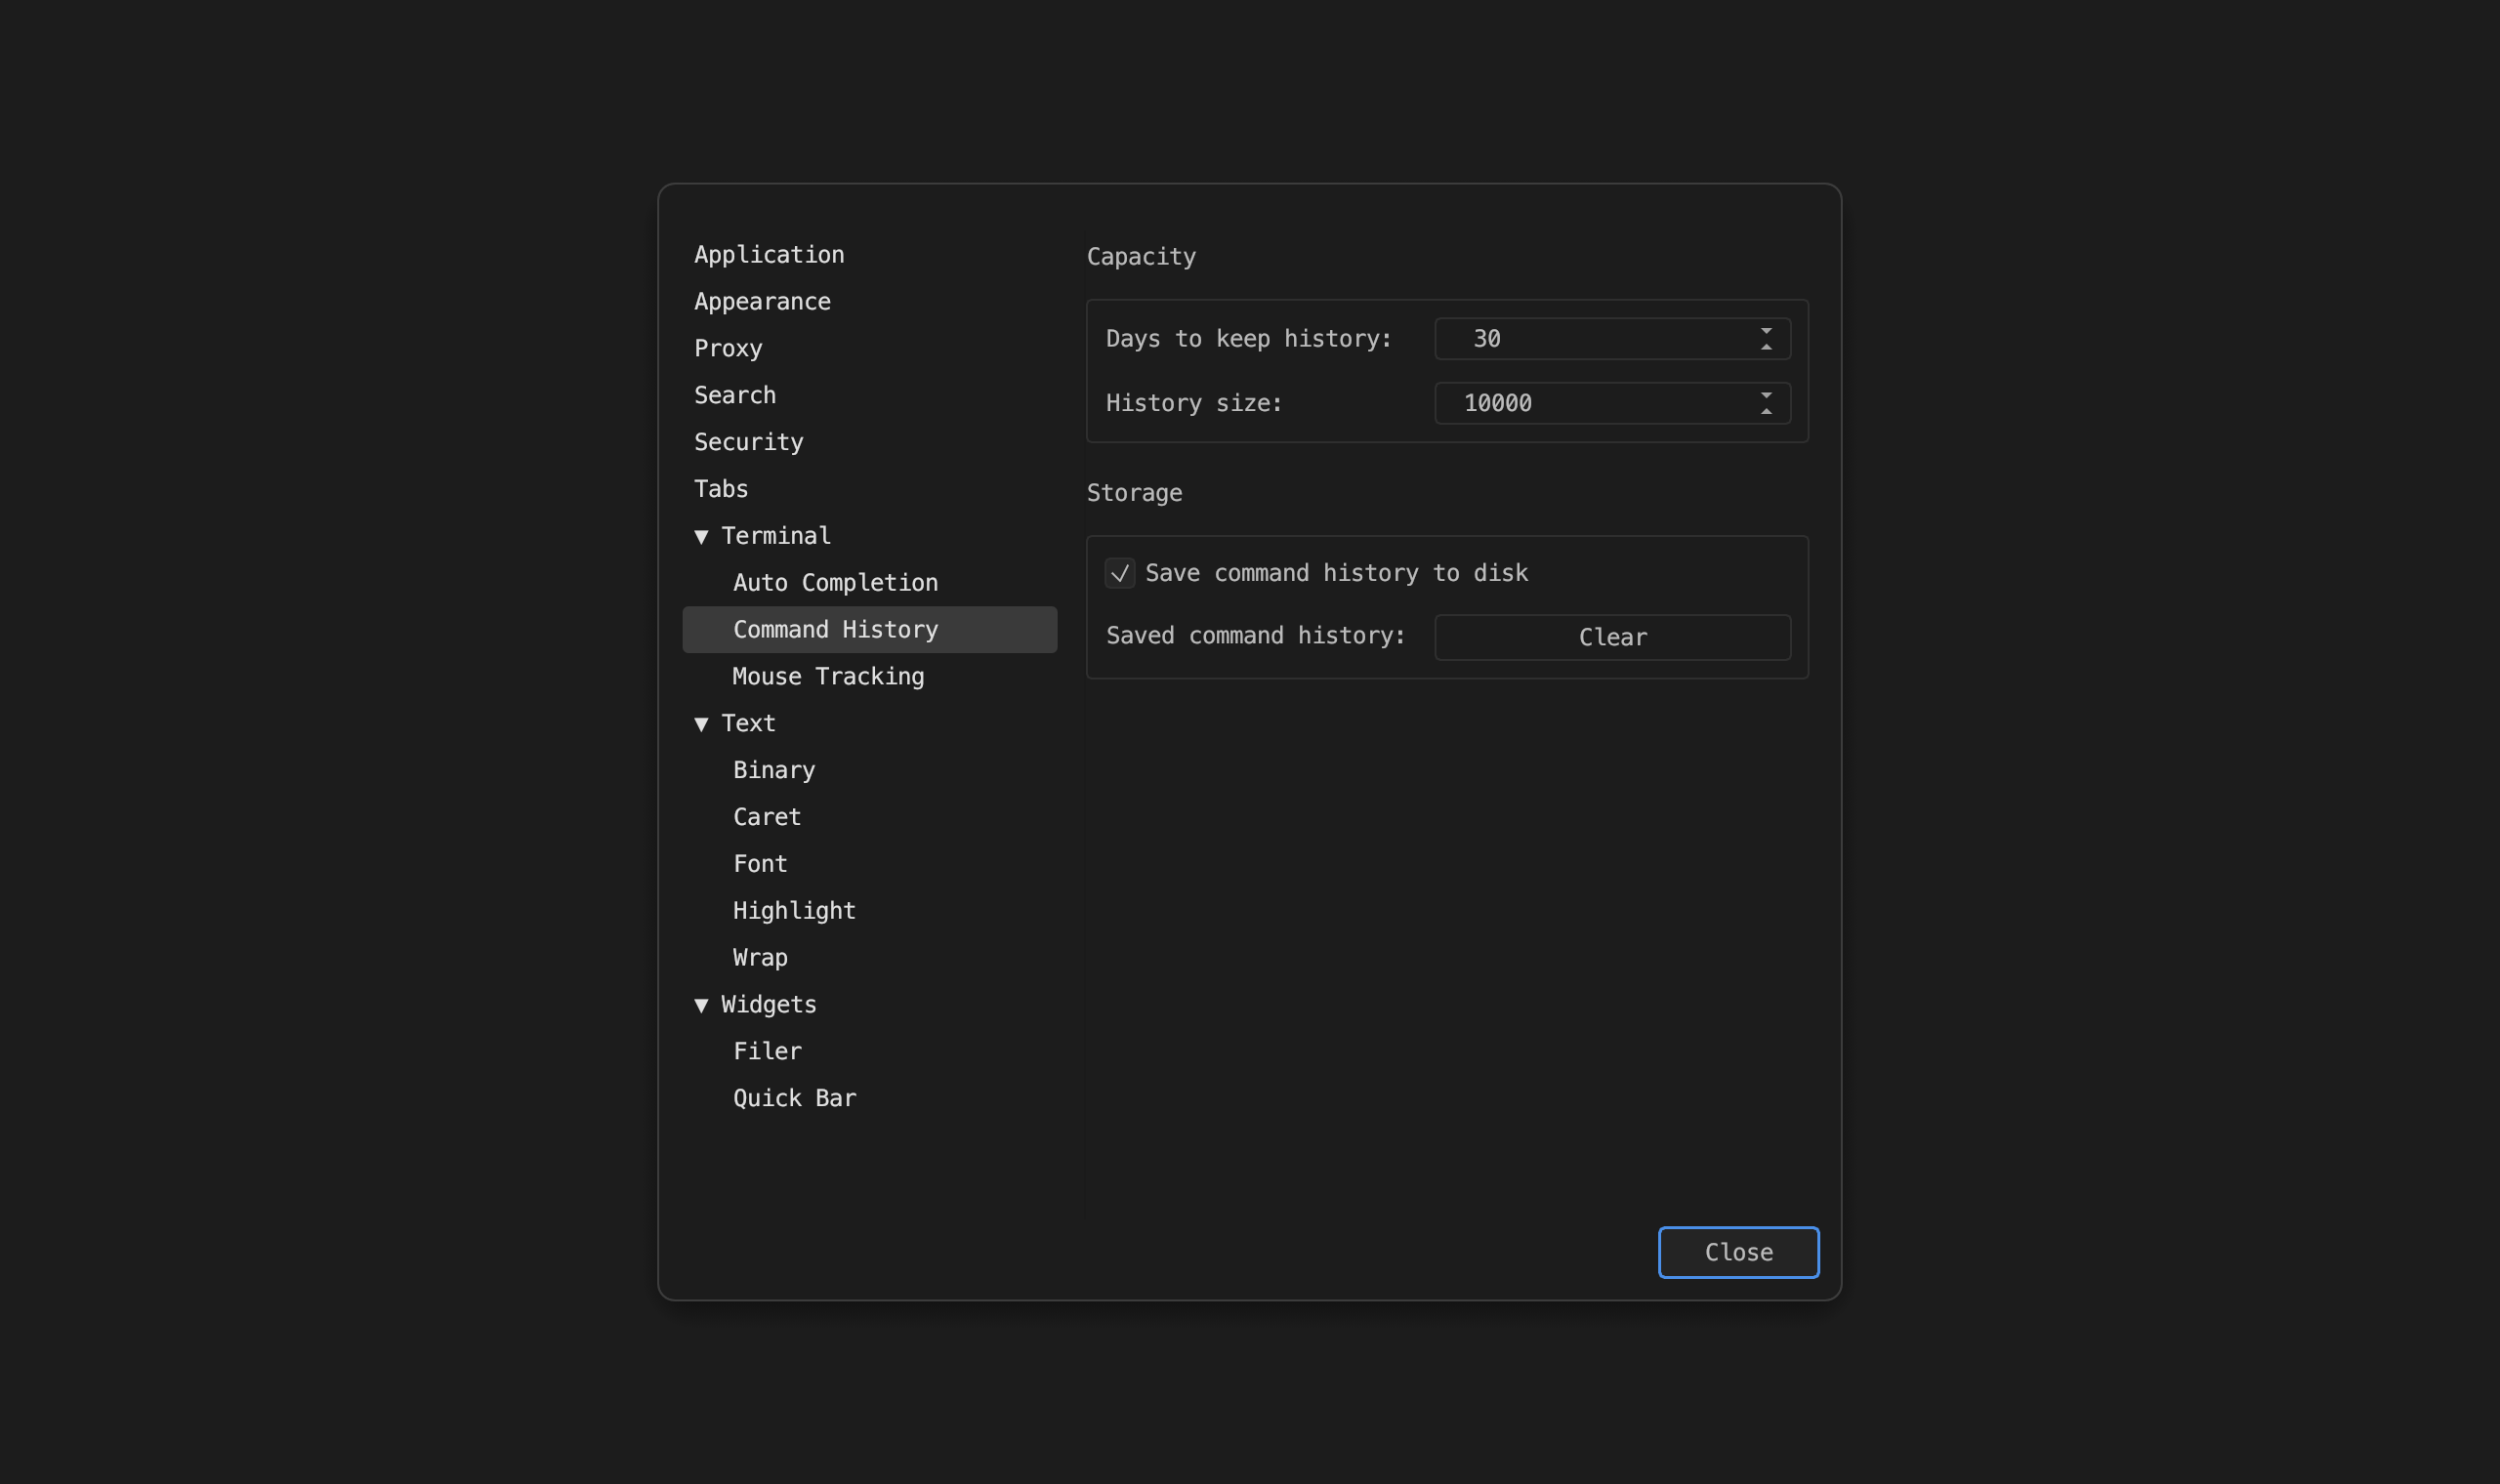 Application
Appearance
Proxy
Search
Security
Tabs
▼ Terminal
Auto Completion
Command History
Mouse Tracking
▼ Text
Binary
Caret
Font
Highlight
Wrap
▼ Widgets
Filer
Quick Bar
Capacity
Days to keep history: 30
History size: 10000
Storage
Save command history to disk
Saved command history: Clear
Close